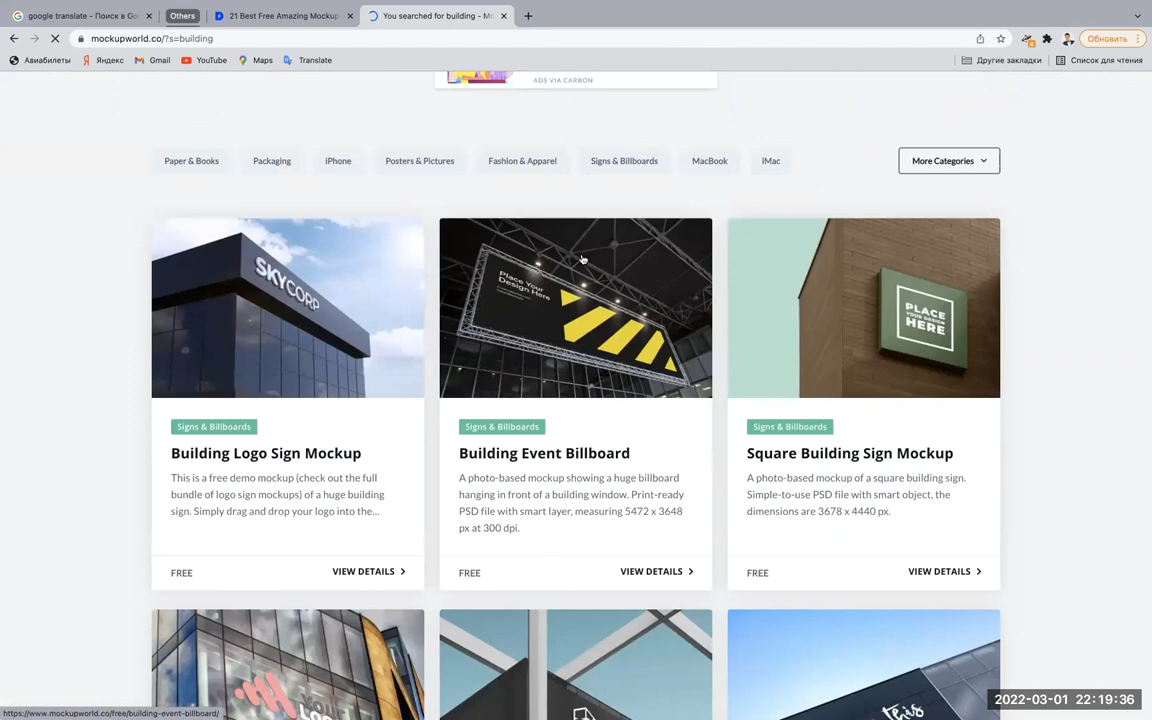 google translate - Поиск в Go
Others
21 Best Free Amazing Mockup
You searched for building - Mo
mockupworld.co/?s=building
Обновить
Авиабилеты
Яндекс
Gmail
YouTube
Maps
Translate
Другие закладки
Список для чтения
ADS VIA CARBON
Paper & Books
Packaging
iPhone
Posters & Pictures
Fashion & Apparel
Signs & Billboards
MacBook
iMac
More Categories
SKYCORP
Place Your
Design Here
PLACE
YOUR DESIGN
HERE
Signs & Billboards
Building Logo Sign Mockup
This is a free demo mockup (check out the full
bundle of logo sign mockups) of a huge building
sign. Simply drag and drop your logo into the...
FREE
VIEW DETAILS
Signs & Billboards
Building Event Billboard
A photo-based mockup showing a huge billboard
hanging in front of a building window. Print-ready
PSD file with smart layer, measuring 5472 x 3648
px at 300 dpi.
FREE
VIEW DETAILS
Signs & Billboards
Square Building Sign Mockup
A photo-based mockup of a square building sign.
Simple-to-use PSD file with smart object, the
dimensions are 3678 x 4440 px.
FREE
VIEW DETAILS
YOUR
LOGO
this
https://www.mockupworld.co/free/building-event-billboard/
2022-03-01 22:19:36